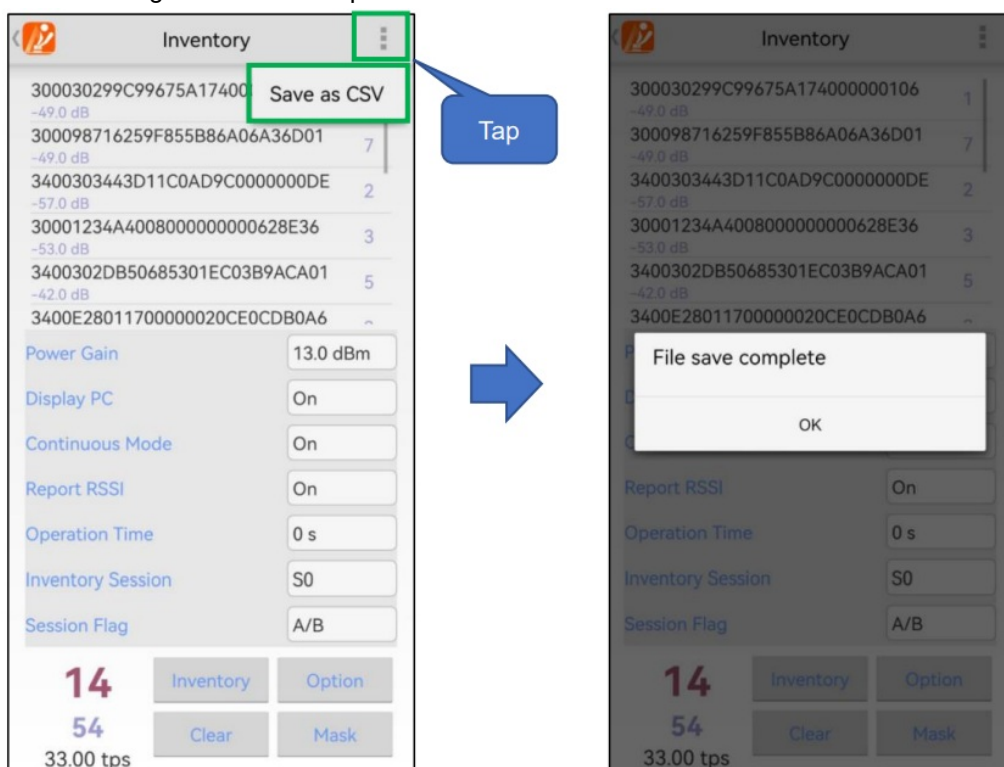 Inventory
300030299C99675A17400
Save as CSV
-49.0 dB
300098716259F855B86A06A36D01 7
-49.0 dB
3400303443D11C0AD9C0000000DE 2
-57.0 dB
30001234A4008000000000628E36 3
-53.0 dB
3400302DB50685301EC03B9ACA01 5
-42.0 dB
3400E28011700000020CE0CDB0A6
Power Gain 13.0 dBm
Display PC On
Continuous Mode On
Report RSSI On
Operation Time 0 s
Inventory Session S0
Session Flag A/B
14 Inventory Option
54 Clear Mask
33.00 tps
Tap
Inventory
300030299C99675A174000000106 1
-49.0 dB
300098716259F855B86A06A36D01 7
-49.0 dB
3400303443D11C0AD9C0000000DE 2
-57.0 dB
30001234A4008000000000628E36 3
-53.0 dB
3400302DB50685301EC03B9ACA01 5
-42.0 dB
3400E28011700000020CE0CDB0A6
File save complete
OK
Report RSSI On
Operation Time 0 s
Inventory Session S0
Session Flag A/B
14 Inventory Option
54 Clear Mask
33.00 tps